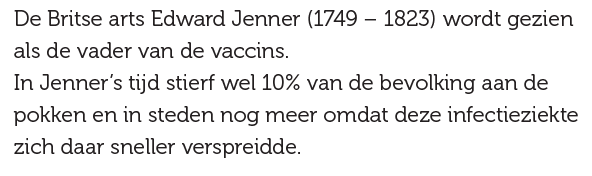 De Britse arts Edward Jenner (1749 – 1823) wordt gezien
als de vader van de vaccins.
In Jenner’s tijd stierf wel 10% van de bevolking aan de
pokken en in steden nog meer omdat deze infectieziekte
zich daar sneller verspreidde.